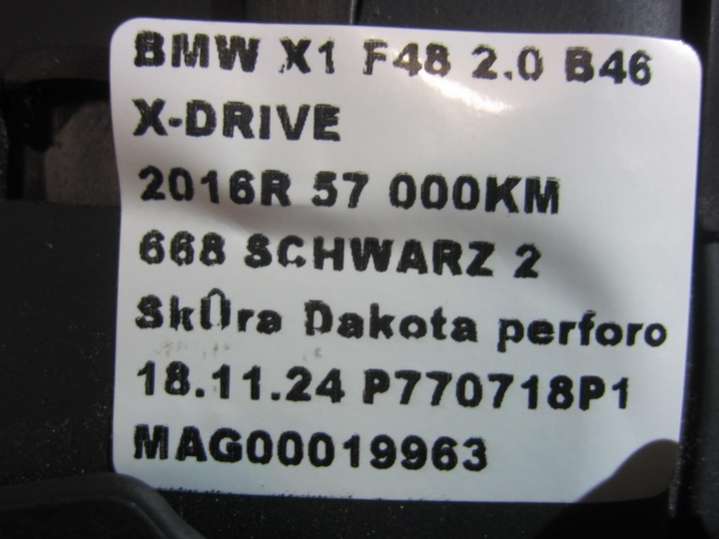 BMW X1 F48 2.0 B46
X-DRIVE
2016R 57 000KM
668 SCHWARZ 2
SkÛra Dakota perforo
18.11.24 P770718P1
MAG00019963